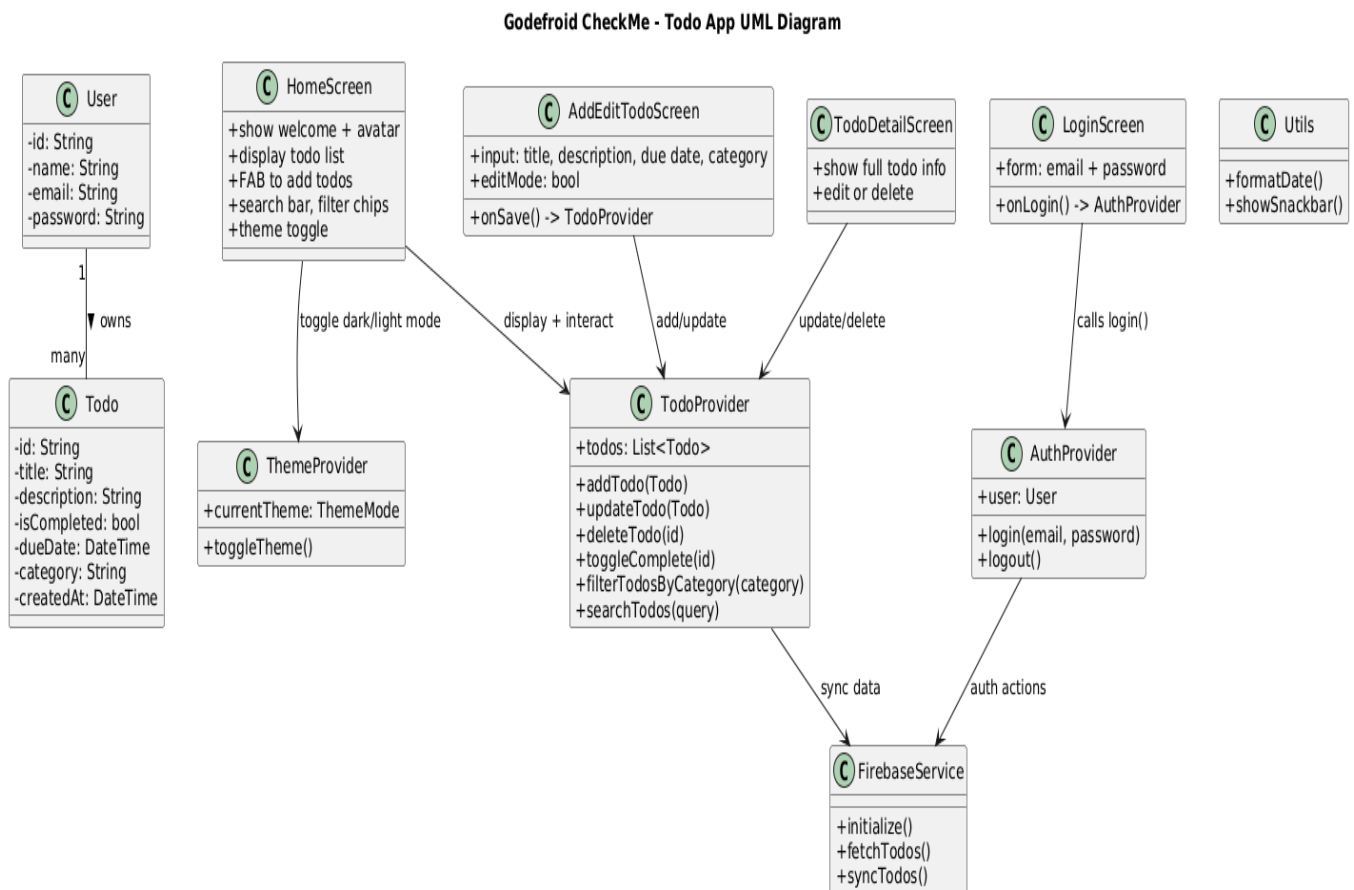 Godefroid CheckMe - Todo App UML Diagram
C User
-id: String
-name: String
-email: String
-password: String
C HomeScreen
+show welcome + avatar
+display todo list
+FAB to add todos
+search bar, filter chips
+theme toggle
C AddEditTodoScreen
+input: title, description, due date, category
+editMode: bool
+onSave() -> TodoProvider
C TodoDetailScreen
+show full todo info
+edit or delete
C LoginScreen
+form: email + password
+onLogin() -> AuthProvider
C Utils
+formatDate()
+showSnackbar()
1
owns
many
toggle dark/light mode
display + interact
add/update
update/delete
calls login()
C Todo
-id: String
-title: String
-description: String
-isCompleted: bool
-dueDate: DateTime
-category: String
-createdAt: DateTime
C ThemeProvider
+currentTheme: ThemeMode
+toggleTheme()
C TodoProvider
+todos: List<Todo>
+addTodo(Todo)
+updateTodo(Todo)
+deleteTodo(id)
+toggleComplete(id)
+filterTodosByCategory(category)
+searchTodos(query)
C AuthProvider
+user: User
+login(email, password)
+logout()
sync data
auth actions
C FirebaseService
+initialize()
+fetchTodos()
+syncTodos()